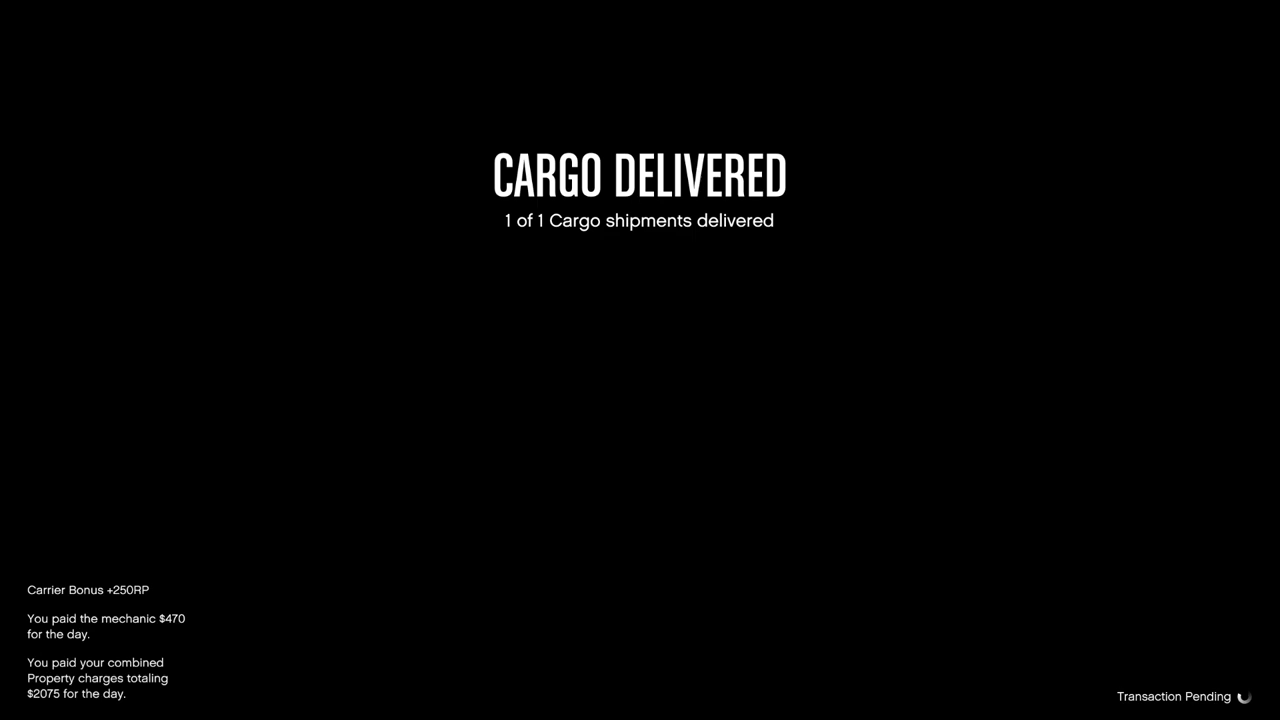 CARGO DELIVERED
1 of 1 Cargo shipments delivered
Carrier Bonus +250RP
You paid the mechanic $470
for the day.
You paid your combined
Property charges totaling
$2075 for the day.
Transaction Pending